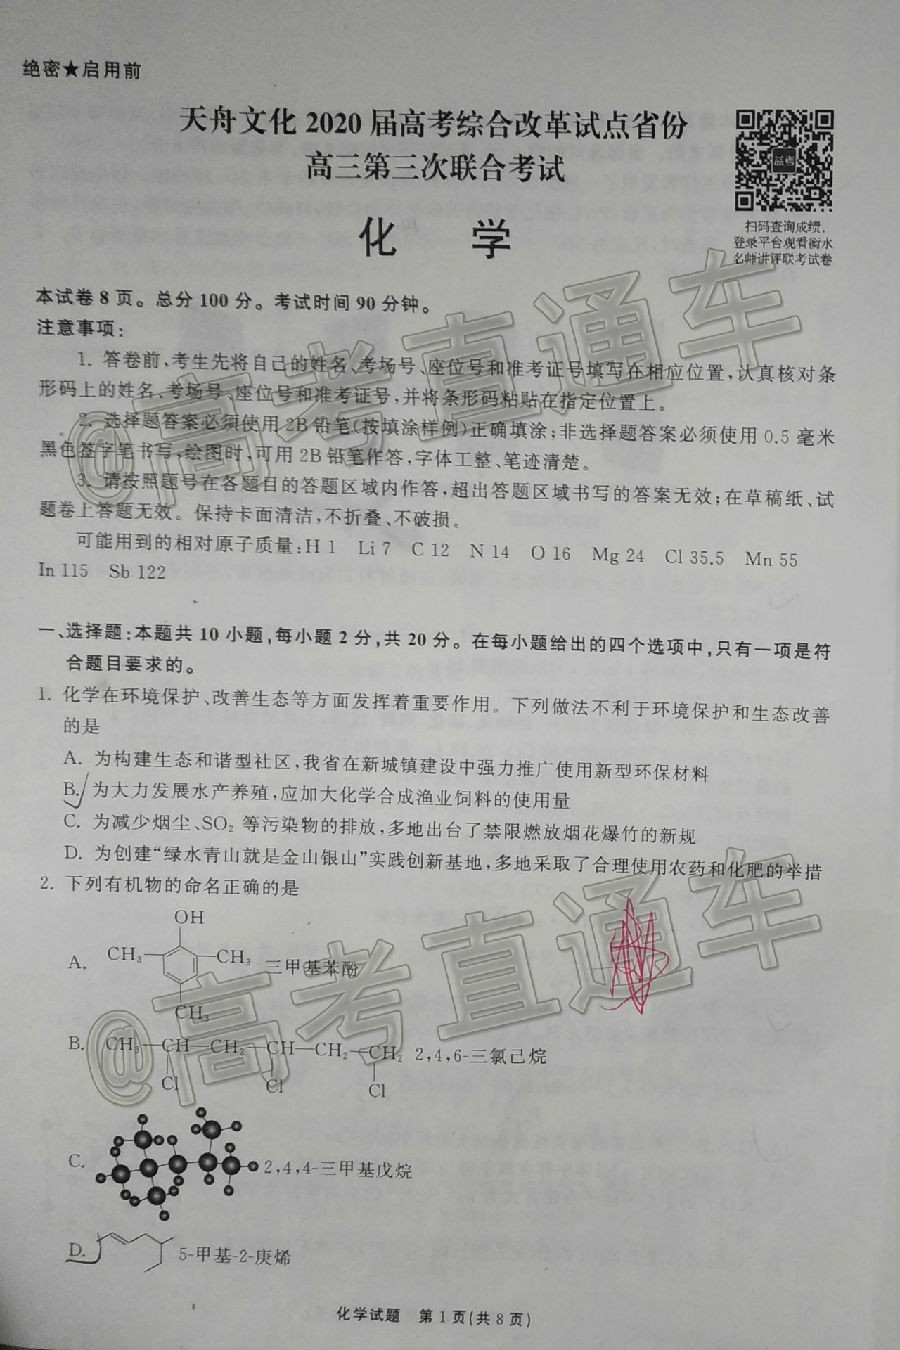 绝密★启用前
天舟文化 2020 届高考综合改革试点省份
高三第三次联合考试
益考
扫码查询成绩,
登录平台观看衡水
名师讲评联考试卷
化 学
本试卷 8 页。总分 100 分。考试时间 90 分钟。
注意事项:
1. 答卷前,考生先将自己的姓名、考场号、座位号和准考证号填写在相应位置,认真核对条
形码上的姓名、考场号、座位号和准考证号,并将条形码粘贴在指定位置上。
2. 选择题答案必须使用 2B 铅笔(按填涂样例)正确填涂;非选择题答案必须使用 0.5 毫米
黑色签字笔书写,绘图时,可用 2B 铅笔作答,字体工整、笔迹清楚。
3. 请按照题号在各题目的答题区域内作答,超出答题区域书写的答案无效;在草稿纸、试
题卷上答题无效。保持卡面清洁,不折叠、不破损。
可能用到的相对原子质量:H 1 Li 7 C 12 N 14 O 16 Mg 24 Cl 35.5 Mn 55
In 115 Sb 122
一、选择题:本题共 10 小题,每小题 2 分,共 20 分。在每小题给出的四个选项中,只有一项是符
合题目要求的。
1. 化学在环境保护、改善生态等方面发挥着重要作用。下列做法不利于环境保护和生态改善
的是
A. 为构建生态和谐型社区,我省在新城镇建设中强力推广使用新型环保材料
B. 为大力发展水产养殖,应加大化学合成渔业饲料的使用量
C. 为减少烟尘、SO₂ 等污染物的排放,多地出台了禁限燃放烟花爆竹的新规
D. 为创建“绿水青山就是金山银山”实践创新基地,多地采取了合理使用农药和化肥的举措
2. 下列有机物的命名正确的是
OH
A. CH₃— —CH₃ 三甲基苯酚
CH₃
B. CH₃—CH—CH₂—CH—CH₂—CH₂ 2,4,6-三氯己烷
Cl Cl Cl
C. 2,4,4-三甲基戊烷
D. 5-甲基-2-庚烯
化学试题 第 1 页(共 8 页)
@高考直通车
@高考直通车